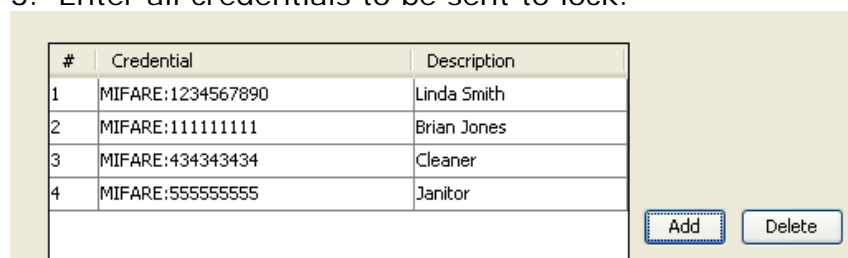 3. Enter all credentials to be sent to lock:
# Credential Description
1 MIFARE:1234567890 Linda Smith
2 MIFARE:111111111 Brian Jones
3 MIFARE:434343434 Cleaner
4 MIFARE:555555555 Janitor
Add Delete